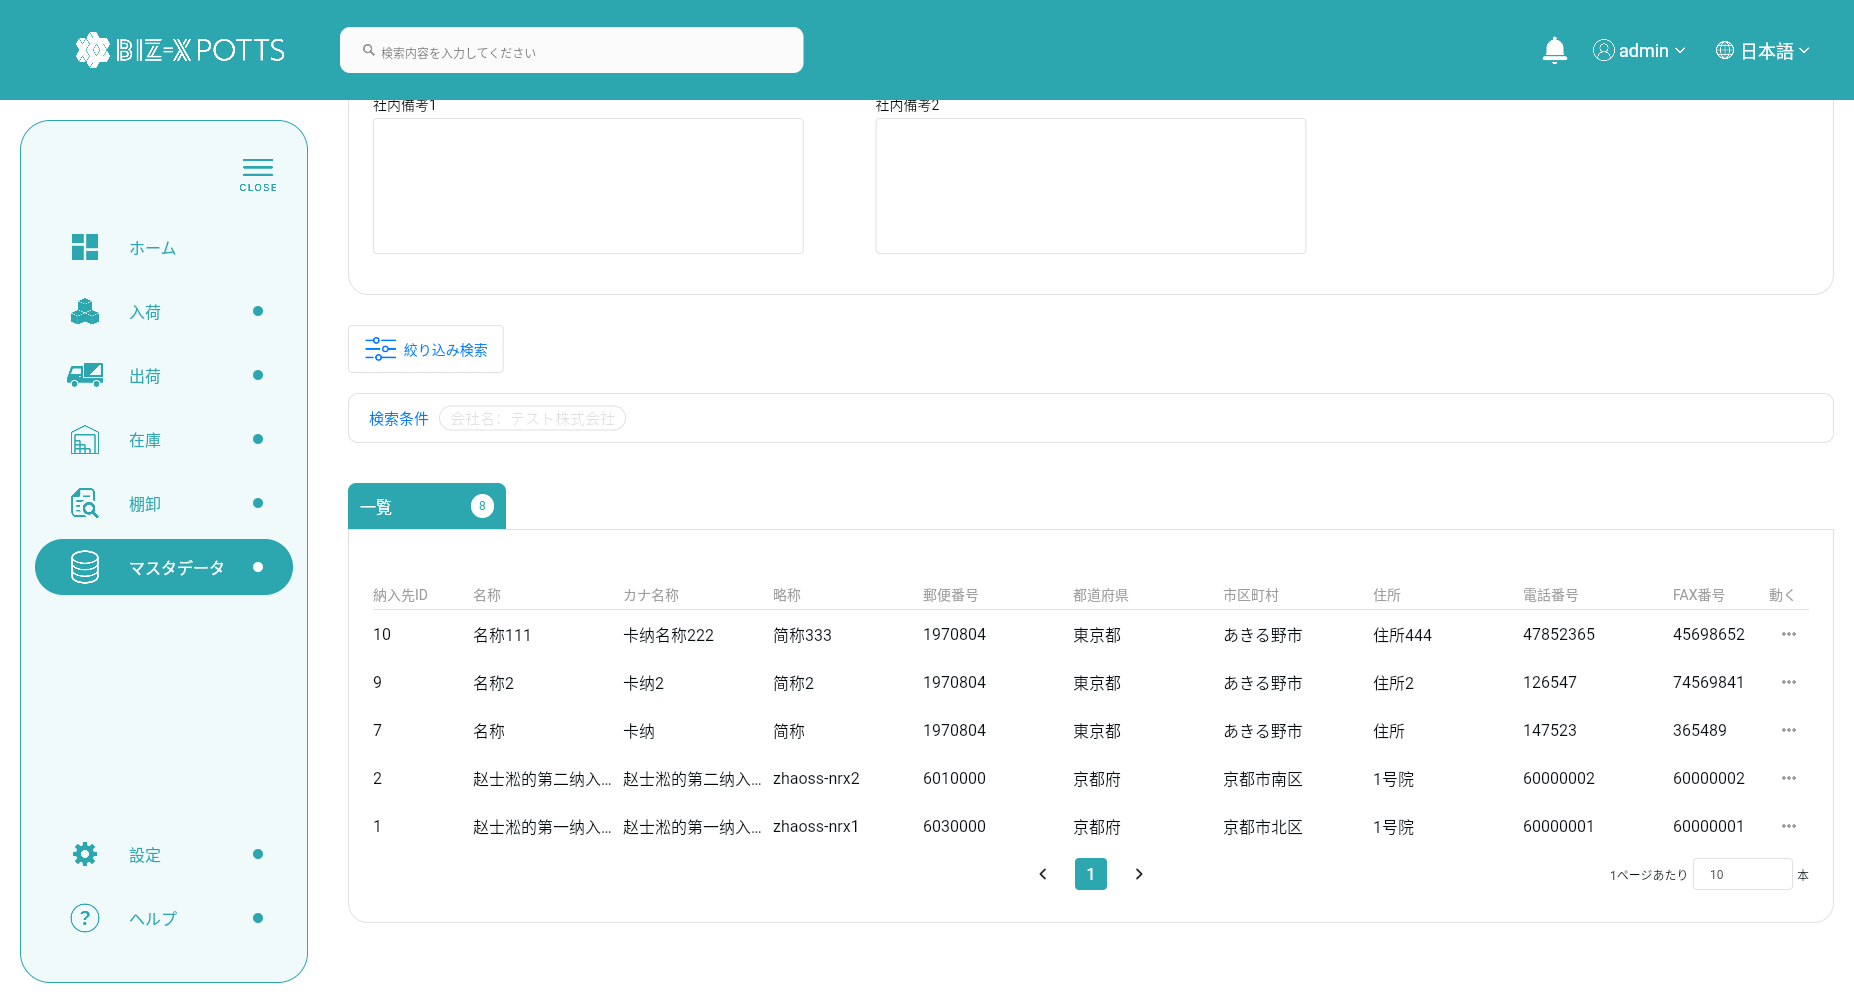 BIZ=X POTTS
検索内容を入力してください
admin
日本語
CLOSE
ホーム
入荷
出荷
在庫
棚卸
マスタデータ
設定
ヘルプ
社内備考1 社内備考2
絞り込み検索
検索条件 会社名: テスト株式会社
一覧 8
納入先ID 名称 カナ名称 略称 郵便番号 都道府県 市区町村 住所 電話番号 FAX番号 動く
10 名称111 卡纳名称222 简称333 1970804 東京都 あきる野市 住所444 47852365 45698652
9 名称2 卡纳2 简称2 1970804 東京都 あきる野市 住所2 126547 74569841
7 名称 卡纳 简称 1970804 東京都 あきる野市 住所 147523 365489
2 赵士淞的第二纳入... 赵士淞的第二纳入... zhaoss-nrx2 6010000 京都府 京都市南区 1号院 60000002 60000002
1 赵士淞的第一纳入... 赵士淞的第一纳入... zhaoss-nrx1 6030000 京都府 京都市北区 1号院 60000001 60000001
1
1ページあたり 10 本